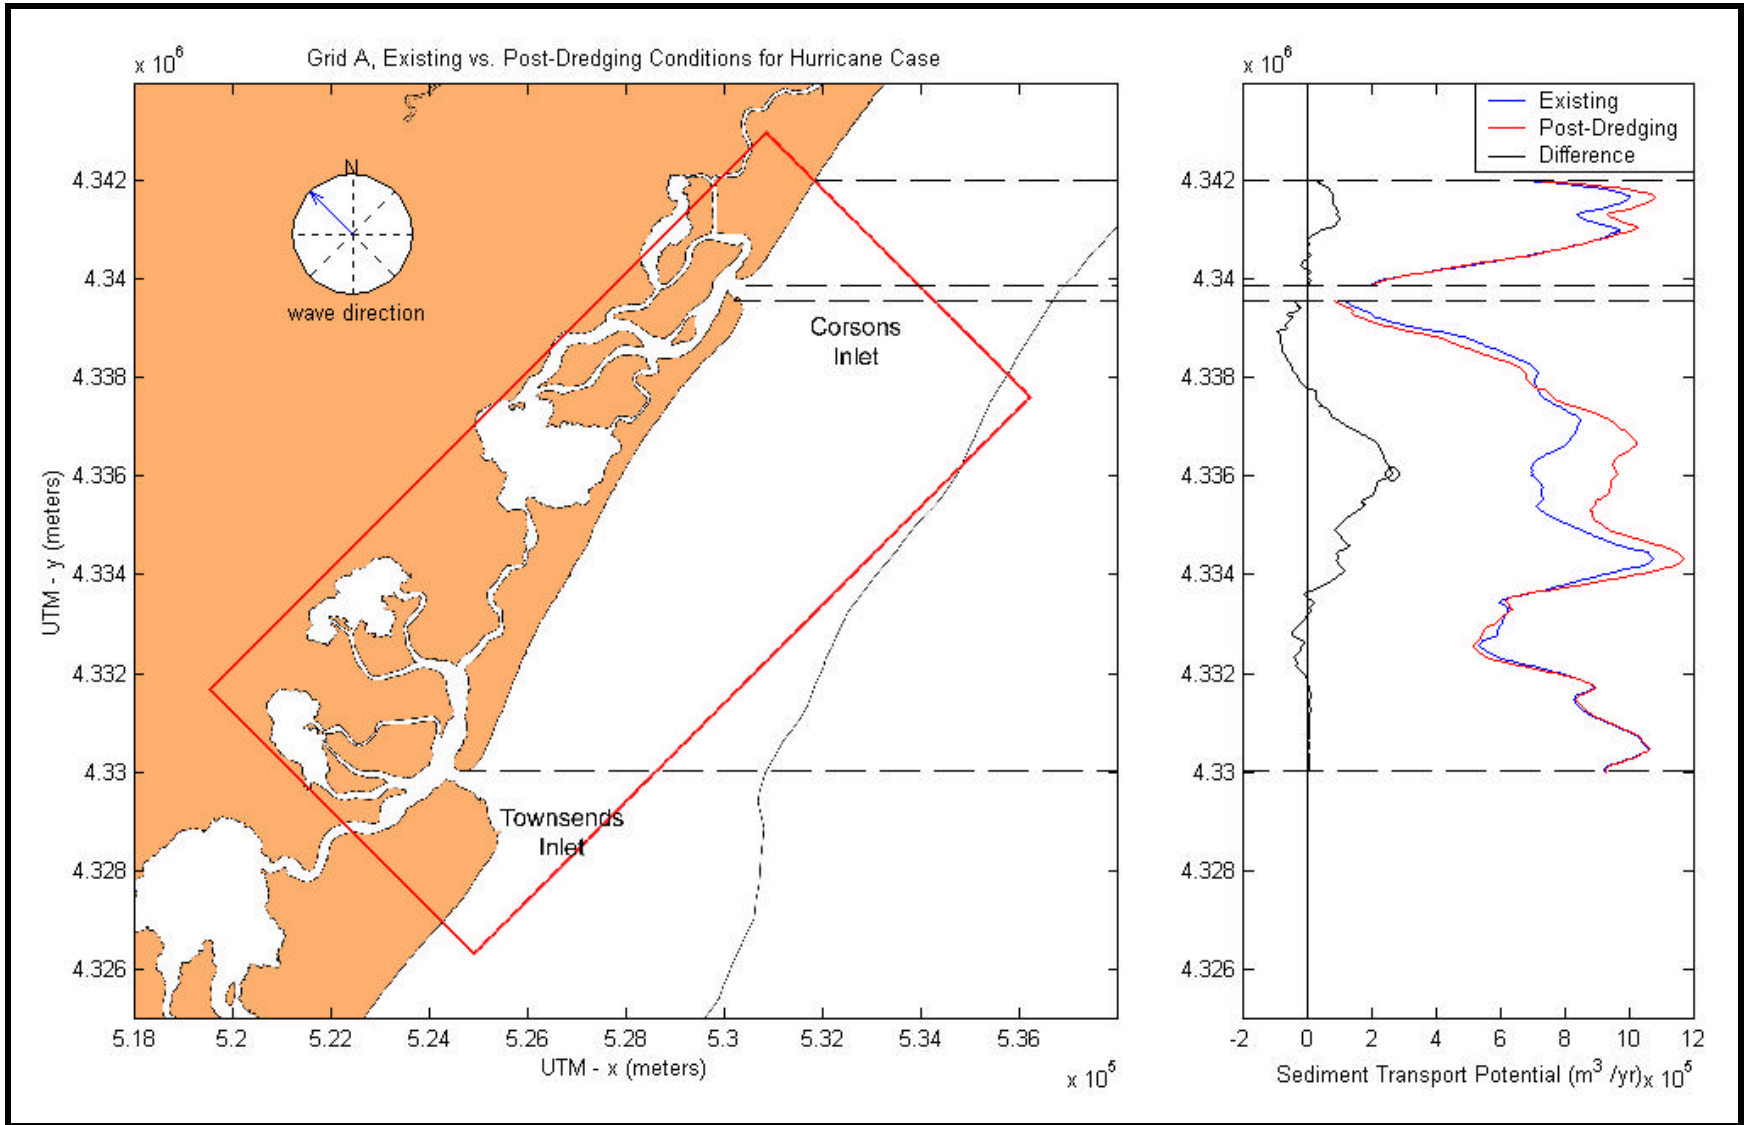 Grid A, Existing vs. Post-Dredging Conditions for Hurricane Case
x 10^6
4.342
4.34
4.338
4.336
4.334
4.332
4.33
4.328
4.326
UTM - y (meters)
N
wave direction
Corsons
Inlet
Townsends
Inlet
5.18 5.2 5.22 5.24 5.26 5.28 5.3 5.32 5.34 5.36
UTM - x (meters)
x 10^5
x 10^6
Existing
Post-Dredging
Difference
4.342
4.34
4.338
4.336
4.334
4.332
4.33
4.328
4.326
-2 0 2 4 6 8 10 12
Sediment Transport Potential (m^3 /yr) x 10^5